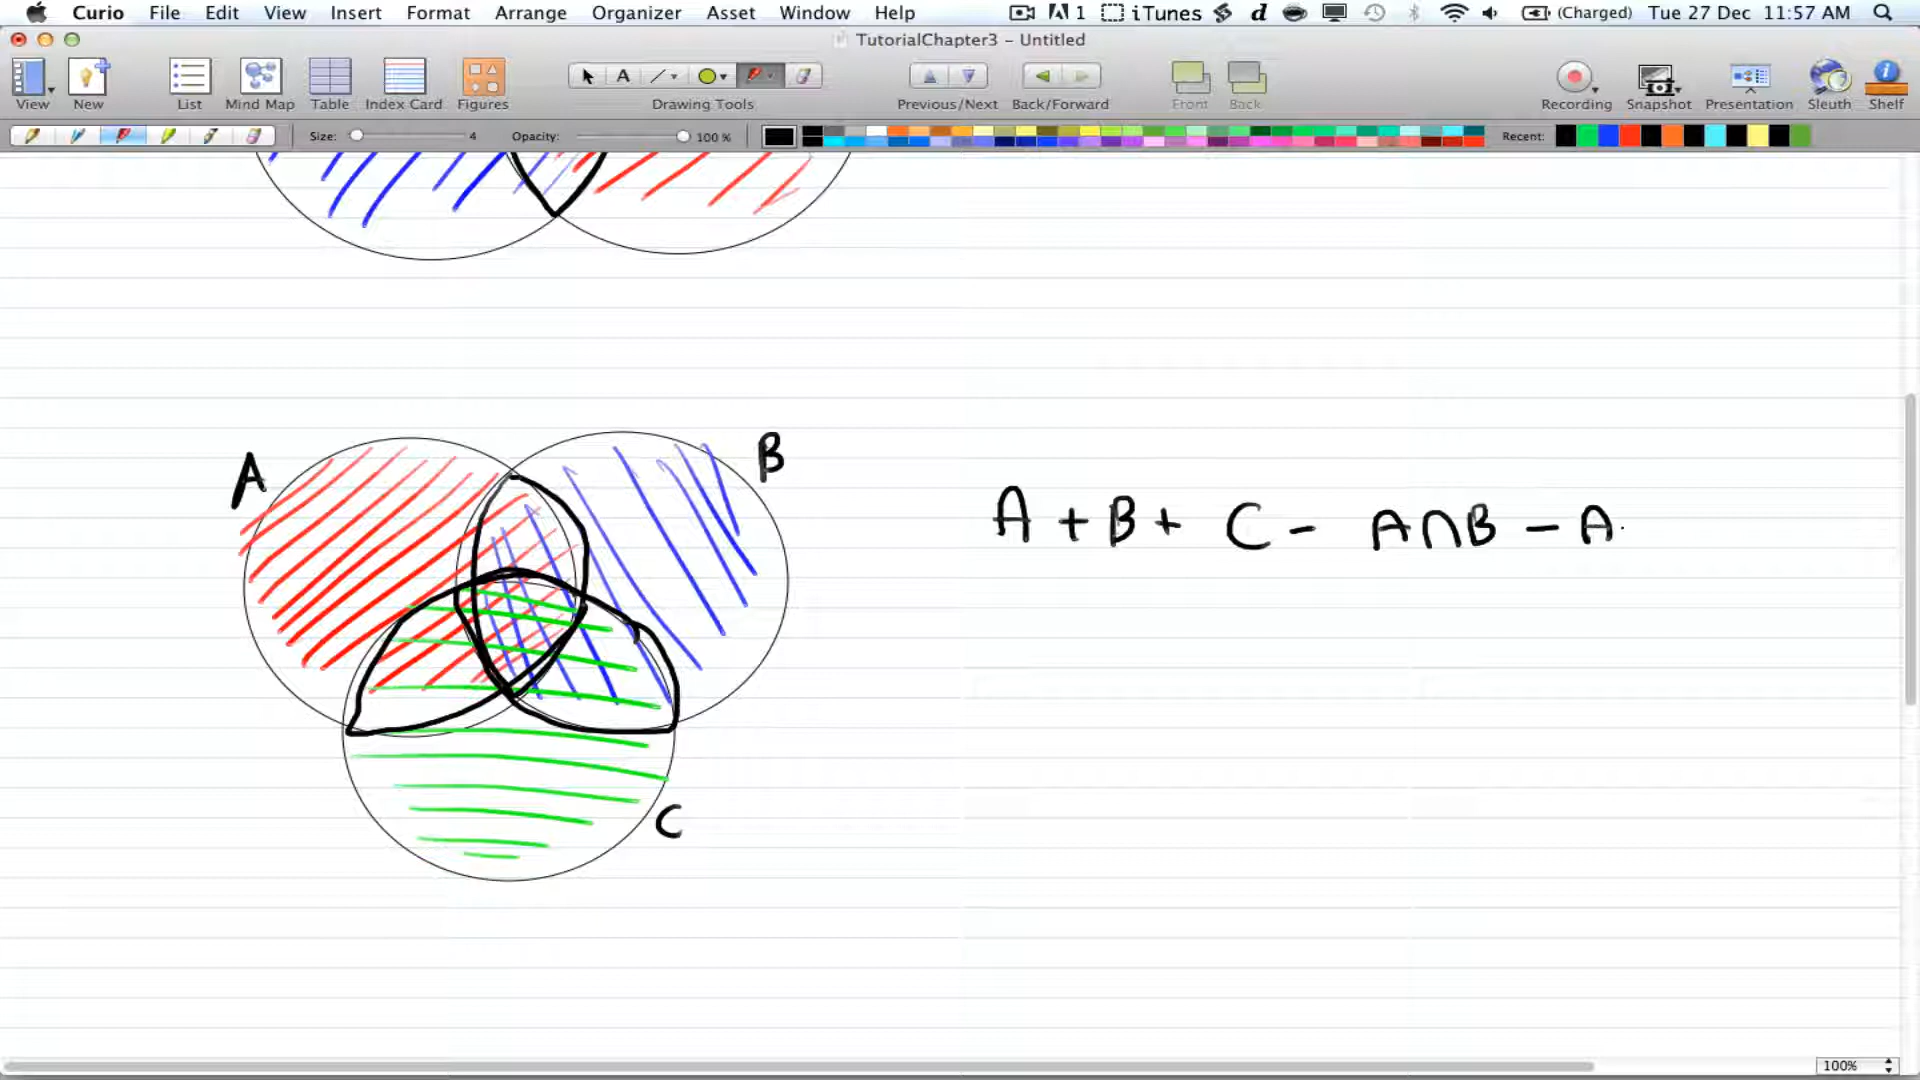 Curio File Edit View Insert Format Arrange Organizer Asset Window Help 1 iTunes d (Charged) Tue 27 Dec 11:57 AM
TutorialChapter3 – Untitled
A
View New List Mind Map Table Index Card Figures Drawing Tools Previous/Next Back/Forward Front Back Recording Snapshot Presentation Sleuth Shelf
Size: 4 Opacity: 100 % Recent:
A B
A + B + C - A∩B - A
C
100%